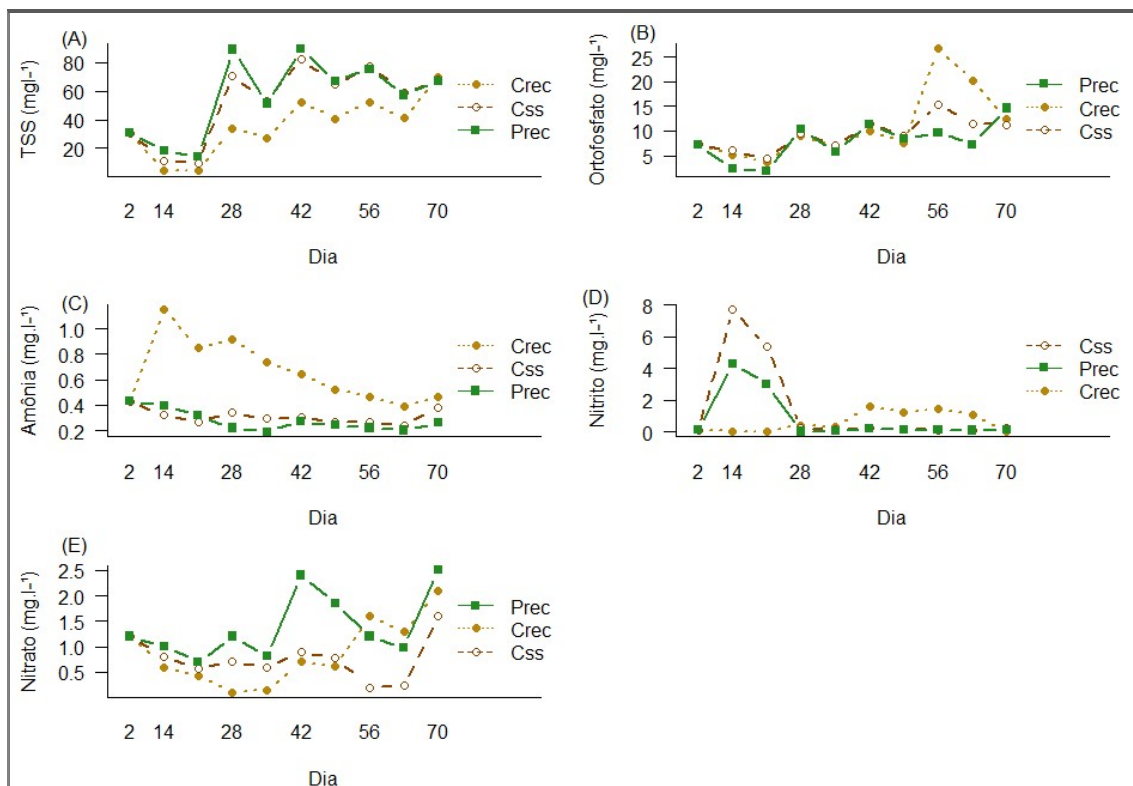 (A)
TSS (mgl-¹)
80
60
40
20
2 14 28 42 56 70
Dia
Crec
Css
Prec
(B)
Ortofosfato (mgl-¹)
25
20
15
10
5
2 14 28 42 56 70
Dia
Prec
Crec
Css
(C)
Amônia (mg.l-¹)
1.0
0.8
0.6
0.4
0.2
2 14 28 42 56 70
Dia
Crec
Css
Prec
(D)
Nitrito (mg.l-¹)
8
6
4
2
0
2 14 28 42 56 70
Dia
Css
Prec
Crec
(E)
Nitrato (mg.l-¹)
2.5
2.0
1.5
1.0
0.5
2 14 28 42 56 70
Dia
Prec
Crec
Css